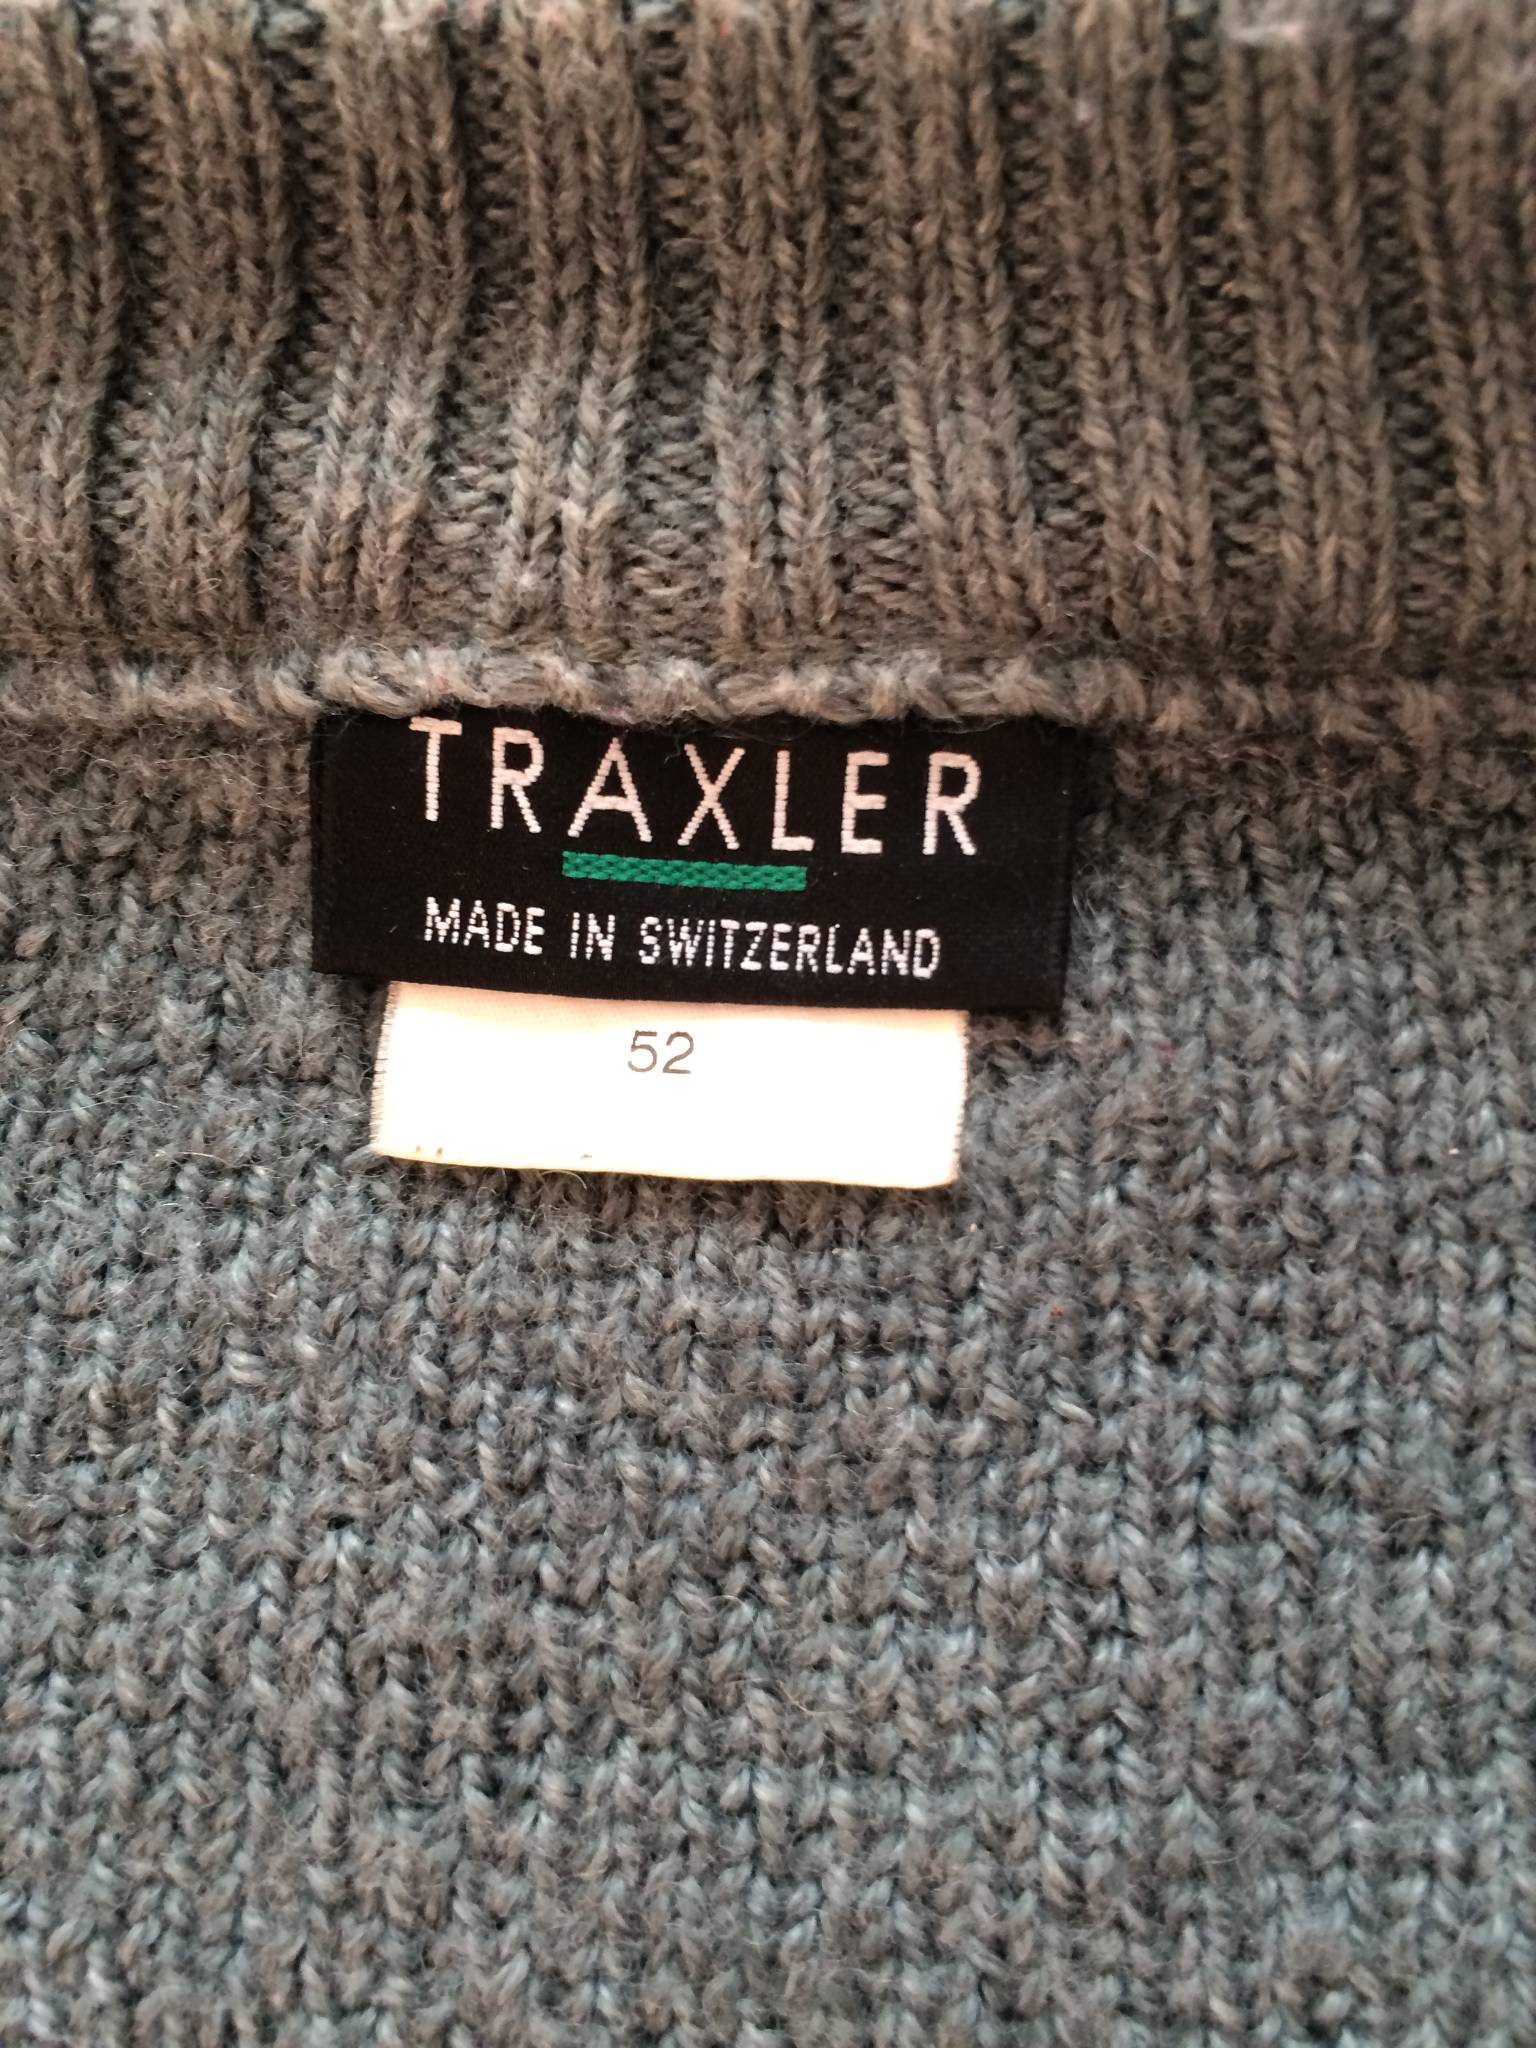 TRAXLER
MADE IN SWITZERLAND
52